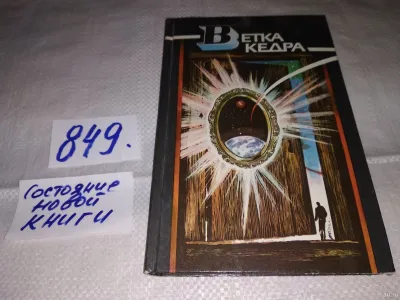 ВЕТКА
КЕДРА
849.
Состояние
новой
книги